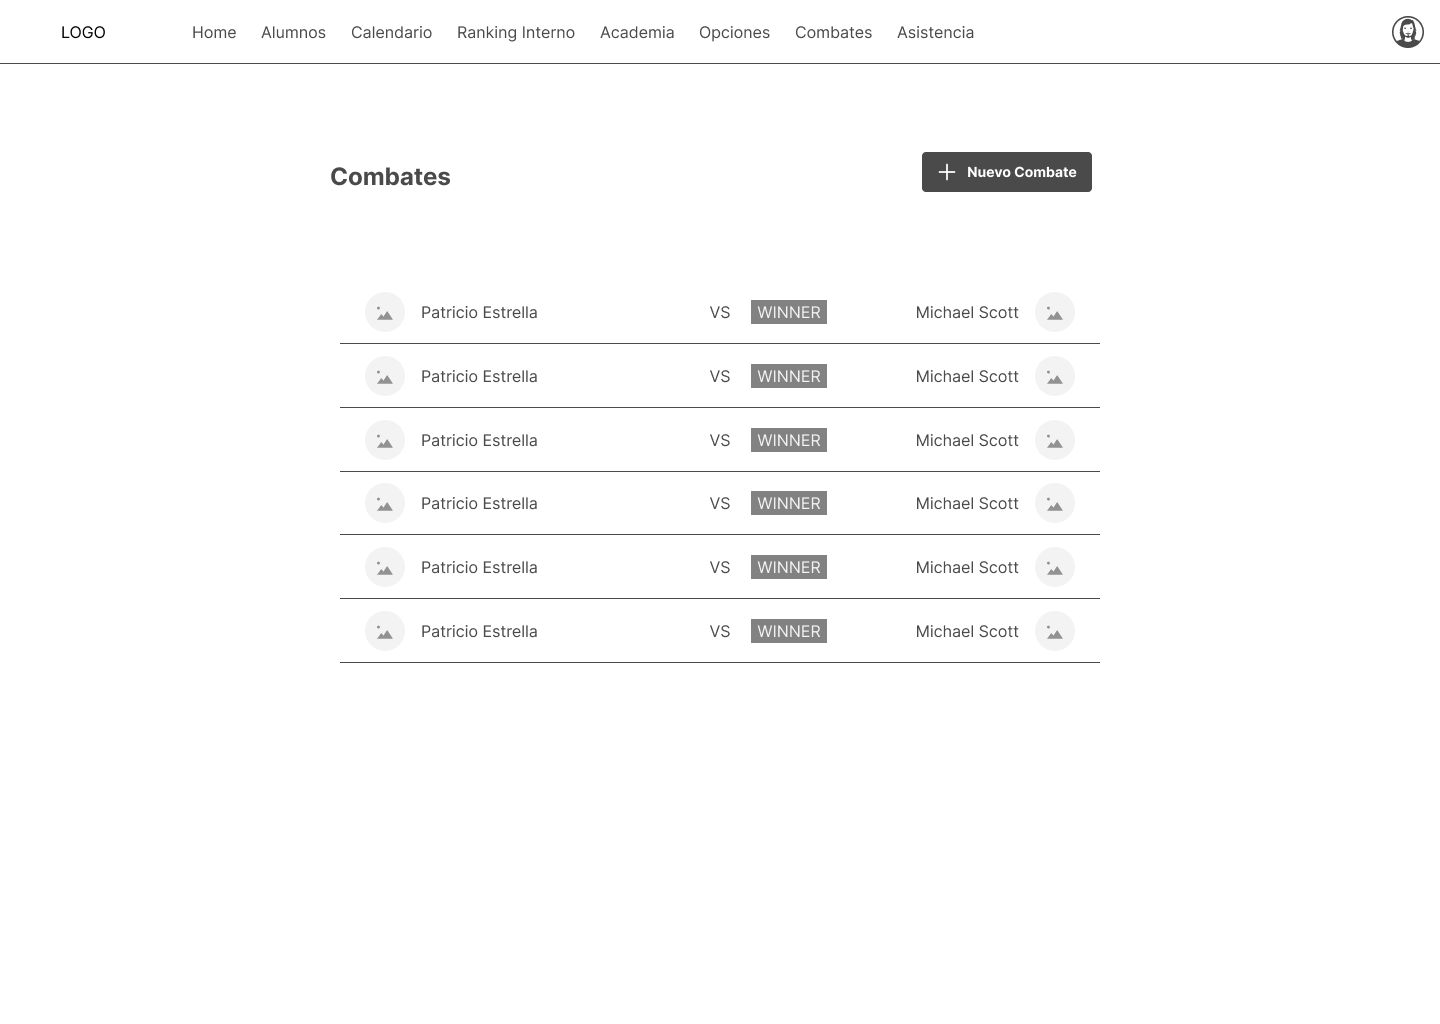 LOGO Home Alumnos Calendario Ranking Interno Academia Opciones Combates Asistencia
Combates
Nuevo Combate
Patricio Estrella VS WINNER Michael Scott
Patricio Estrella VS WINNER Michael Scott
Patricio Estrella VS WINNER Michael Scott
Patricio Estrella VS WINNER Michael Scott
Patricio Estrella VS WINNER Michael Scott
Patricio Estrella VS WINNER Michael Scott